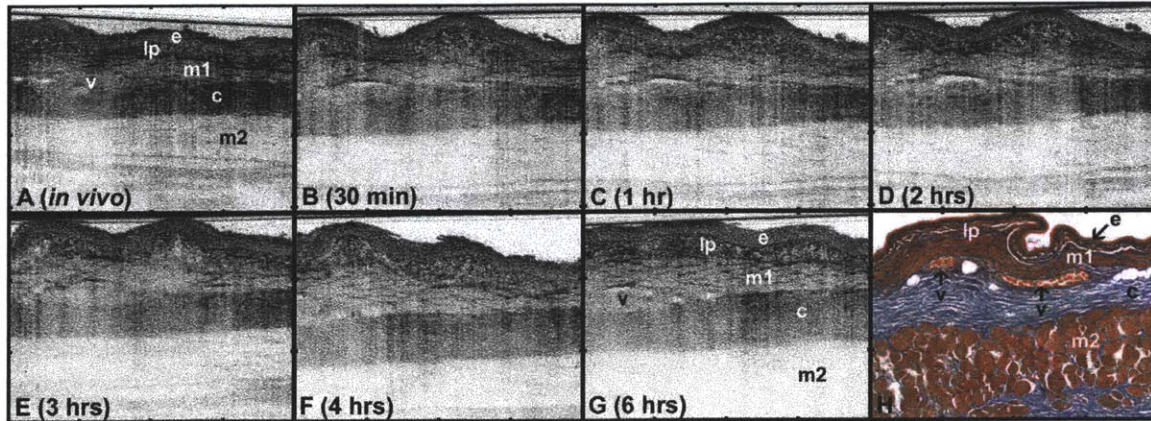 e
lp
m1
v
c
m2
A (in vivo)
B (30 min)
C (1 hr)
D (2 hrs)
E (3 hrs)
F (4 hrs)
lp
e
m1
v
c
m2
G (6 hrs)
lp
e
m1
v
v
c
m2
H